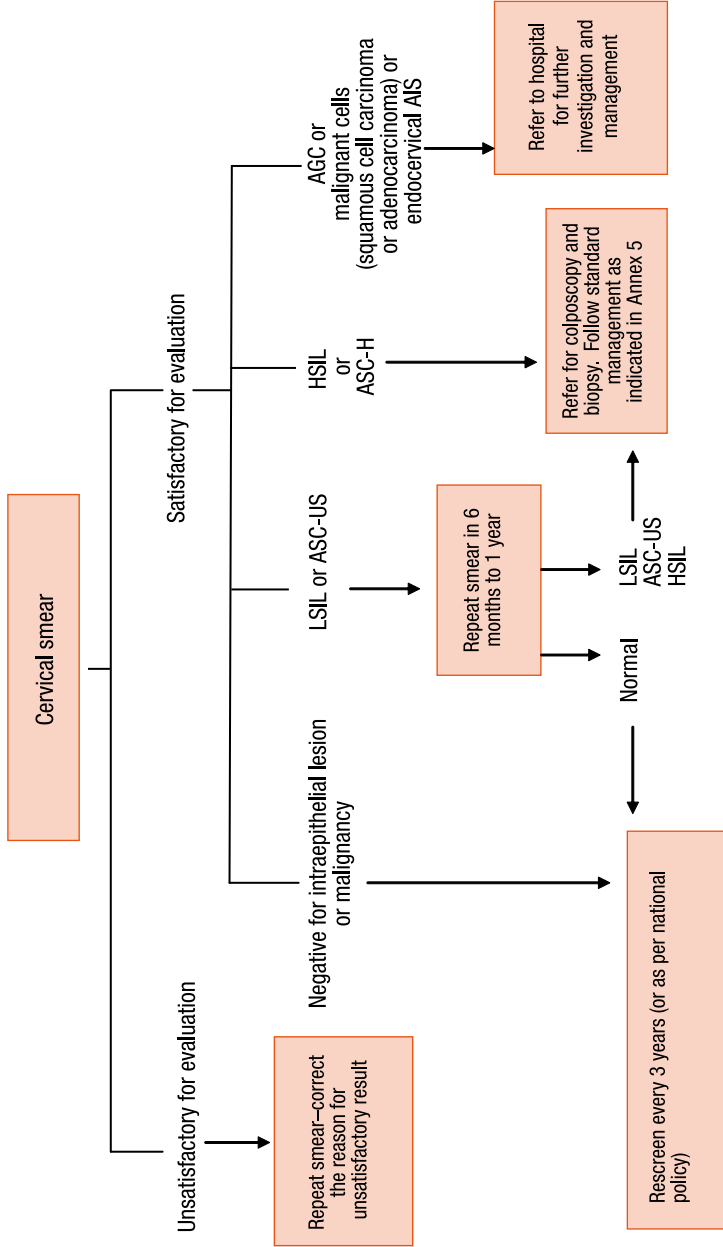 Cervical smear
Unsatisfactory for evaluation
Satisfactory for evaluation
Repeat smear–correct
the reason for
unsatisfactory result
Negative for intraepithelial lesion
or malignancy
LSIL or ASC-US
HSIL
or
ASC-H
AGC or
malignant cells
(squamous cell carcinoma
or adenocarcinoma) or
endocervical AIS
Repeat smear in 6
months to 1 year
Refer to hospital
for further
investigation and
management
Normal
LSIL
ASC-US
HSIL
Refer for colposcopy and
biopsy. Follow standard
management as
indicated in Annex 5
Rescreen every 3 years (or as per national
policy)